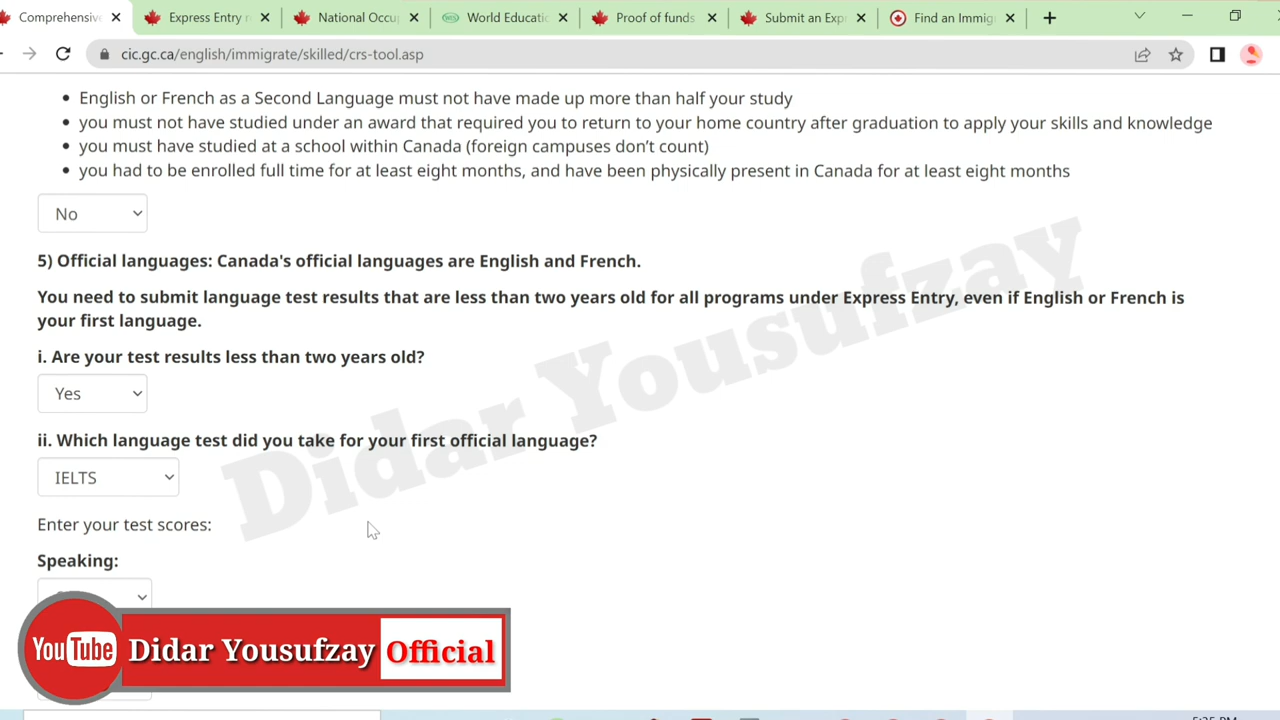 Comprehensive
Express Entry r
National Occu
World Educatio
Proof of funds
Submit an Exp
Find an Immig
cic.gc.ca/english/immigrate/skilled/crs-tool.asp
• English or French as a Second Language must not have made up more than half your study
• you must not have studied under an award that required you to return to your home country after graduation to apply your skills and knowledge
• you must have studied at a school within Canada (foreign campuses don’t count)
• you had to be enrolled full time for at least eight months, and have been physically present in Canada for at least eight months
No
5) Official languages: Canada's official languages are English and French.
You need to submit language test results that are less than two years old for all programs under Express Entry, even if English or French is
your first language.
i. Are your test results less than two years old?
Yes
ii. Which language test did you take for your first official language?
IELTS
Enter your test scores:
Speaking:
Didar Yousufzay
YouTube
Didar Yousufzay Official